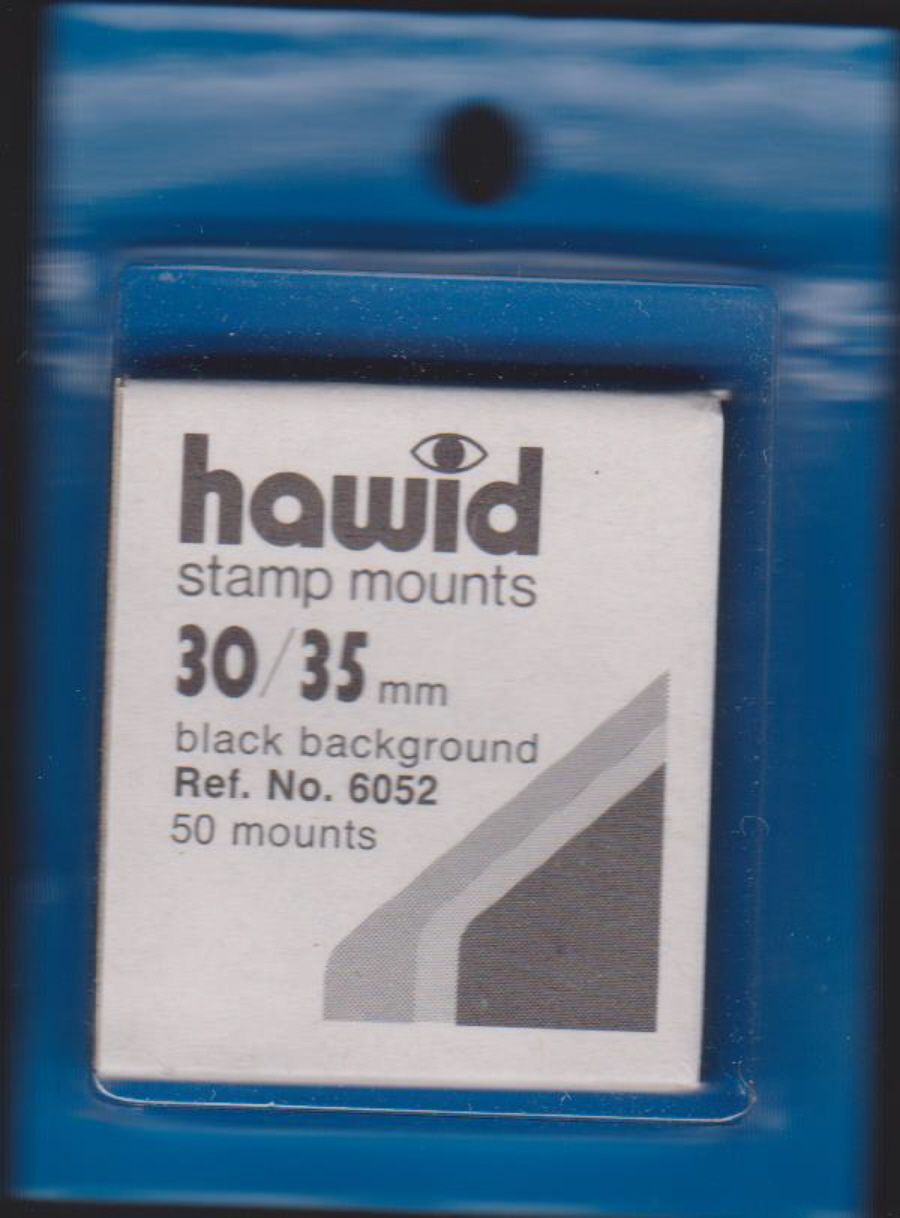 hawid
stamp mounts
30/35 mm
black background
Ref. No. 6052
50 mounts